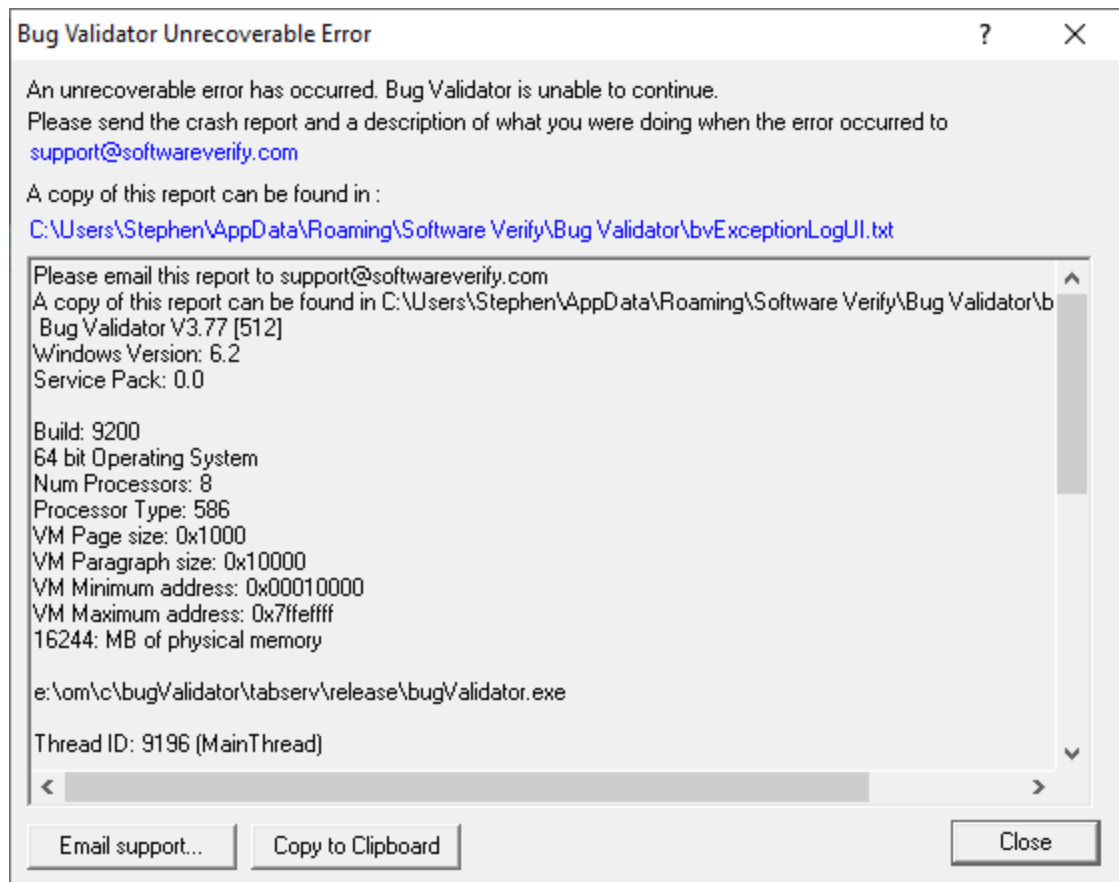 Bug Validator Unrecoverable Error
An unrecoverable error has occurred. Bug Validator is unable to continue.
Please send the crash report and a description of what you were doing when the error occurred to
support@softwareverify.com
A copy of this report can be found in :
C:\Users\Stephen\AppData\Roaming\Software Verify\Bug Validator\bvExceptionLogUI.txt
Please email this report to support@softwareverify.com
A copy of this report can be found in C:\Users\Stephen\AppData\Roaming\Software Verify\Bug Validator\b
Bug Validator V3.77 [512]
Windows Version: 6.2
Service Pack: 0.0
Build: 9200
64 bit Operating System
Num Processors: 8
Processor Type: 586
VM Page size: 0x1000
VM Paragraph size: 0x10000
VM Minimum address: 0x00010000
VM Maximum address: 0x7ffeffff
16244: MB of physical memory
e:\om\c\bugValidator\tabserv\release\bugValidator.exe
Thread ID: 9196 (MainThread)
Email support... Copy to Clipboard Close